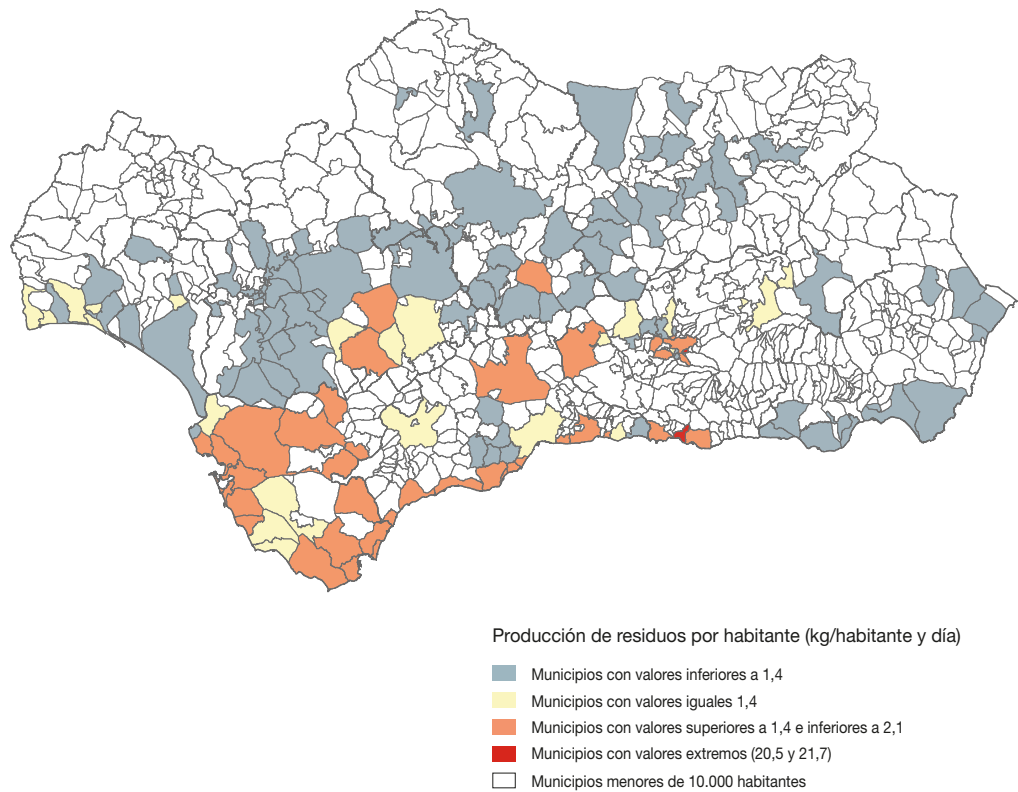 Producción de residuos por habitante (kg/habitante y día)
Municipios con valores inferiores a 1,4
Municipios con valores iguales 1,4
Municipios con valores superiores a 1,4 e inferiores a 2,1
Municipios con valores extremos (20,5 y 21,7)
Municipios menores de 10.000 habitantes